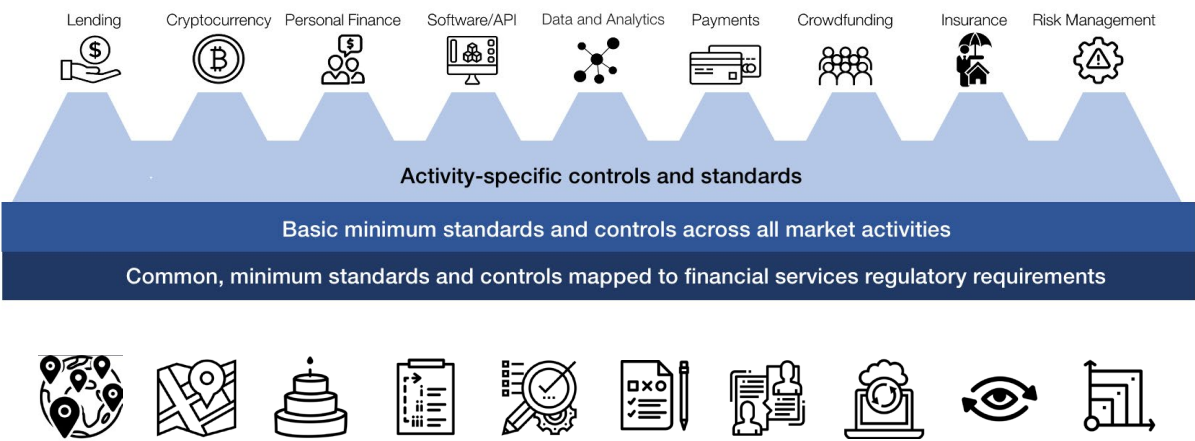 Lending Cryptocurrency Personal Finance Software/API Data and Analytics Payments Crowdfunding Insurance Risk Management
Activity-specific controls and standards
Basic minimum standards and controls across all market activities
Common, minimum standards and controls mapped to financial services regulatory requirements